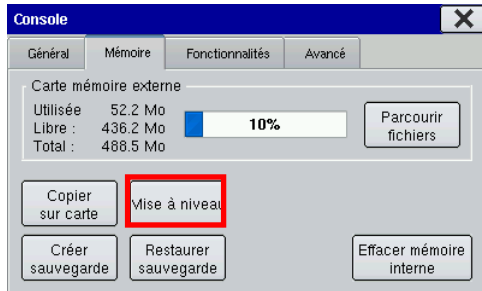 Console
Général Mémoire Fonctionnalités Avancé
Carte mémoire externe
Utilisée 52.2 Mo
Libre : 436.2 Mo
Total : 488.5 Mo
10%
Parcourir
fichiers
Copier
sur carte
Mise à niveau
Créer
sauvegarde
Restaurer
sauvegarde
Effacer mémoire
interne